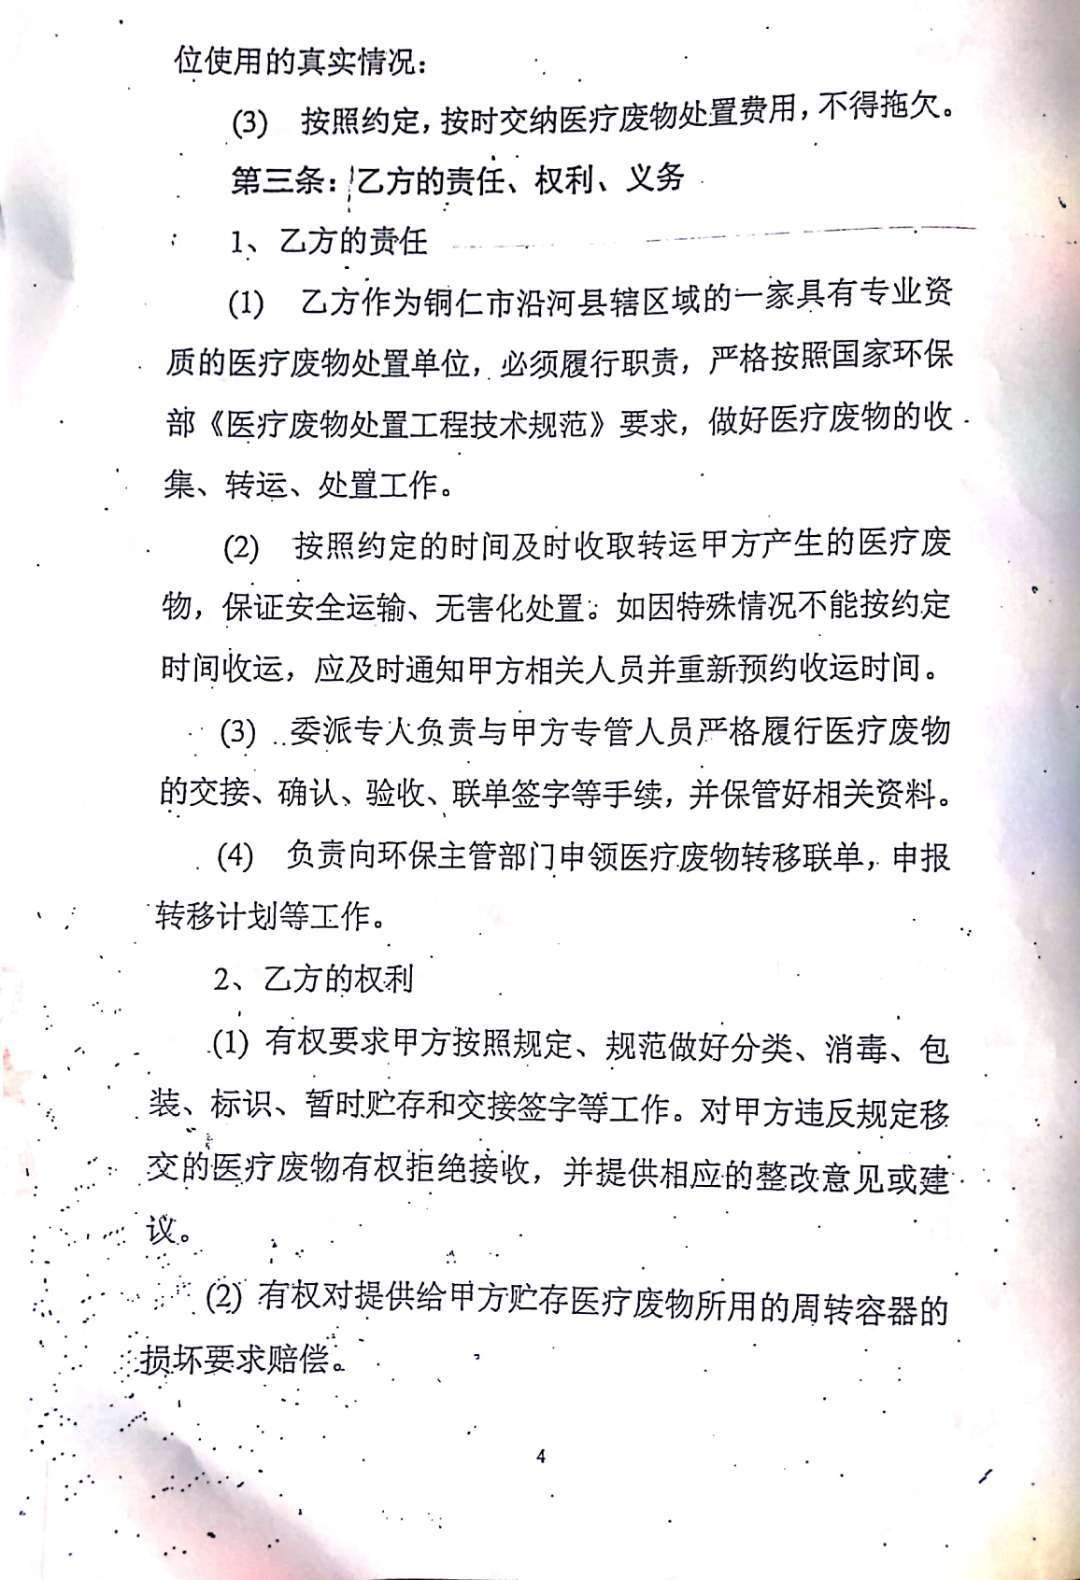 位使用的真实情况:
(3) 按照约定,按时交纳医疗废物处置费用,不得拖欠。
第三条:乙方的责任、权利、义务
1、乙方的责任
(1) 乙方作为铜仁市沿河县辖区域的一家具有专业资
质的医疗废物处置单位，必须履行职责，严格按照国家环保
部《医疗废物处置工程技术规范》要求，做好医疗废物的收
集、转运、处置工作。
(2) 按照约定的时间及时收取转运甲方产生的医疗废
物，保证安全运输、无害化处置。如因特殊情况不能按约定
时间收运，应及时通知甲方相关人员并重新预约收运时间。
(3) 委派专人负责与甲方专管人员严格履行医疗废物
的交接、确认、验收、联单签字等手续，并保管好相关资料。
(4) 负责向环保主管部门申领医疗废物转移联单，申报
转移计划等工作。
2、乙方的权利
(1) 有权要求甲方按照规定、规范做好分类、消毒、包
装、标识、暂时贮存和交接签字等工作。对甲方违反规定移
交的医疗废物有权拒绝接收，并提供相应的整改意见或建
议。
(2) 有权对提供给甲方贮存医疗废物所用的周转容器的
损坏要求赔偿。
4